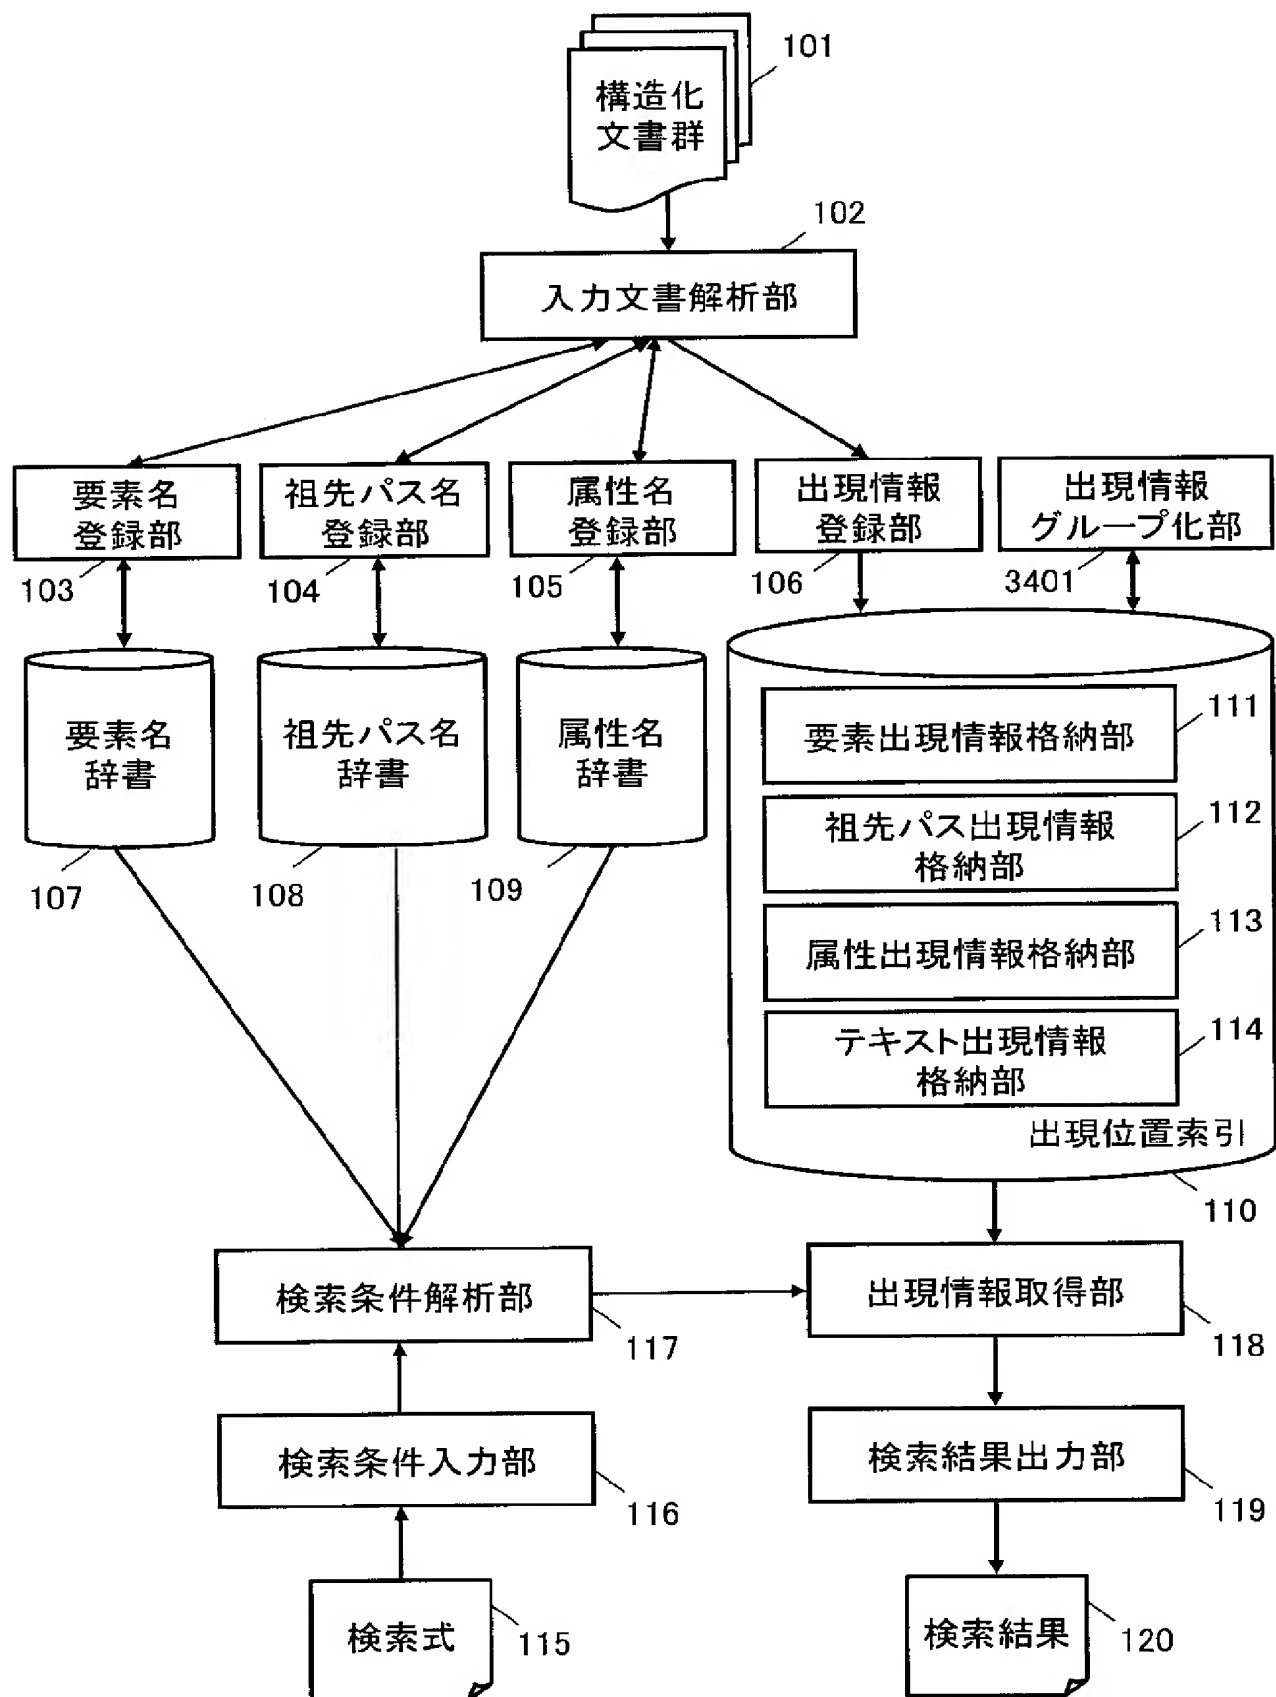 101
構造化
文書群
102
入力文書解析部
要素名
登録部
103
祖先パス名
登録部
104
属性名
登録部
105
出現情報
登録部
106
出現情報
グループ化部
3401
要素名
辞書
107
祖先パス名
辞書
108
属性名
辞書
109
要素出現情報格納部
111
祖先パス出現情報
格納部
112
属性出現情報格納部
113
テキスト出現情報
格納部
114
出現位置索引
110
検索条件解析部
117
出現情報取得部
118
検索条件入力部
116
検索結果出力部
119
検索式
115
検索結果
120